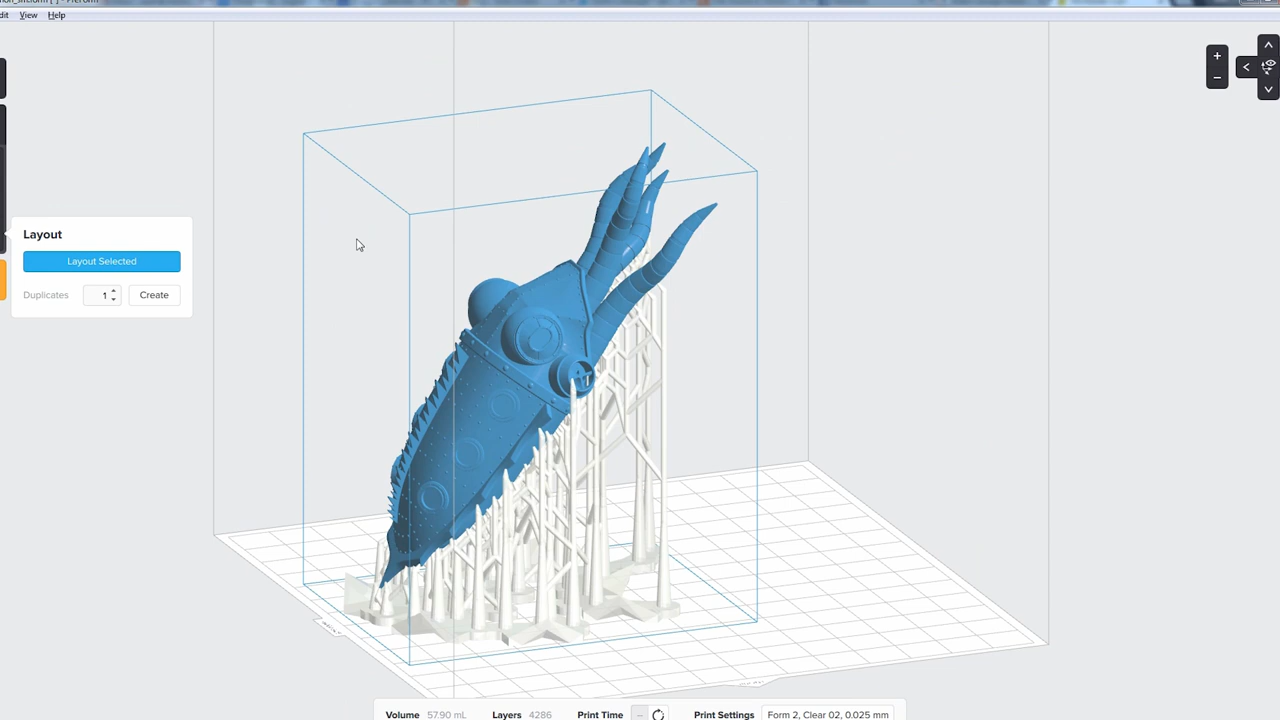 View Help
Layout
Layout Selected
Duplicates 1 Create
Volume 57.90 mL Layers 4286 Print Time Print Settings Form 2, Clear 02, 0.025 mm